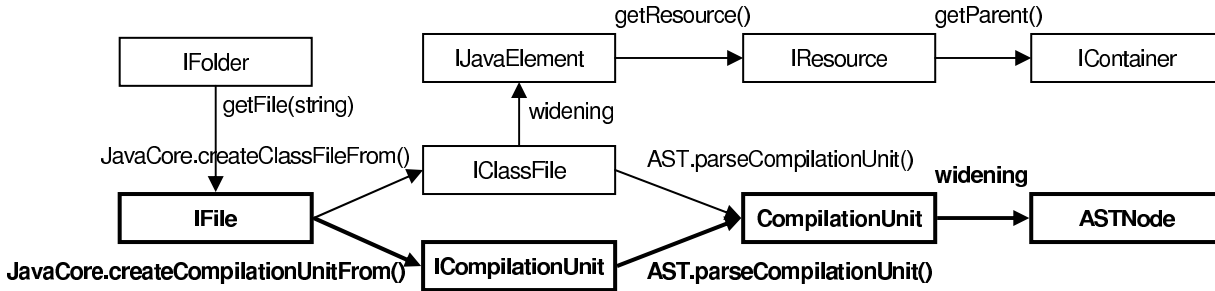 getResource()
getParent()
IFolder
IJavaElement
IResource
IContainer
getFile(string)
widening
JavaCore.createClassFileFrom()
IClassFile
AST.parseCompilationUnit()
widening
IFile
CompilationUnit
ASTNode
JavaCore.createCompilationUnitFrom()
ICompilationUnit
AST.parseCompilationUnit()